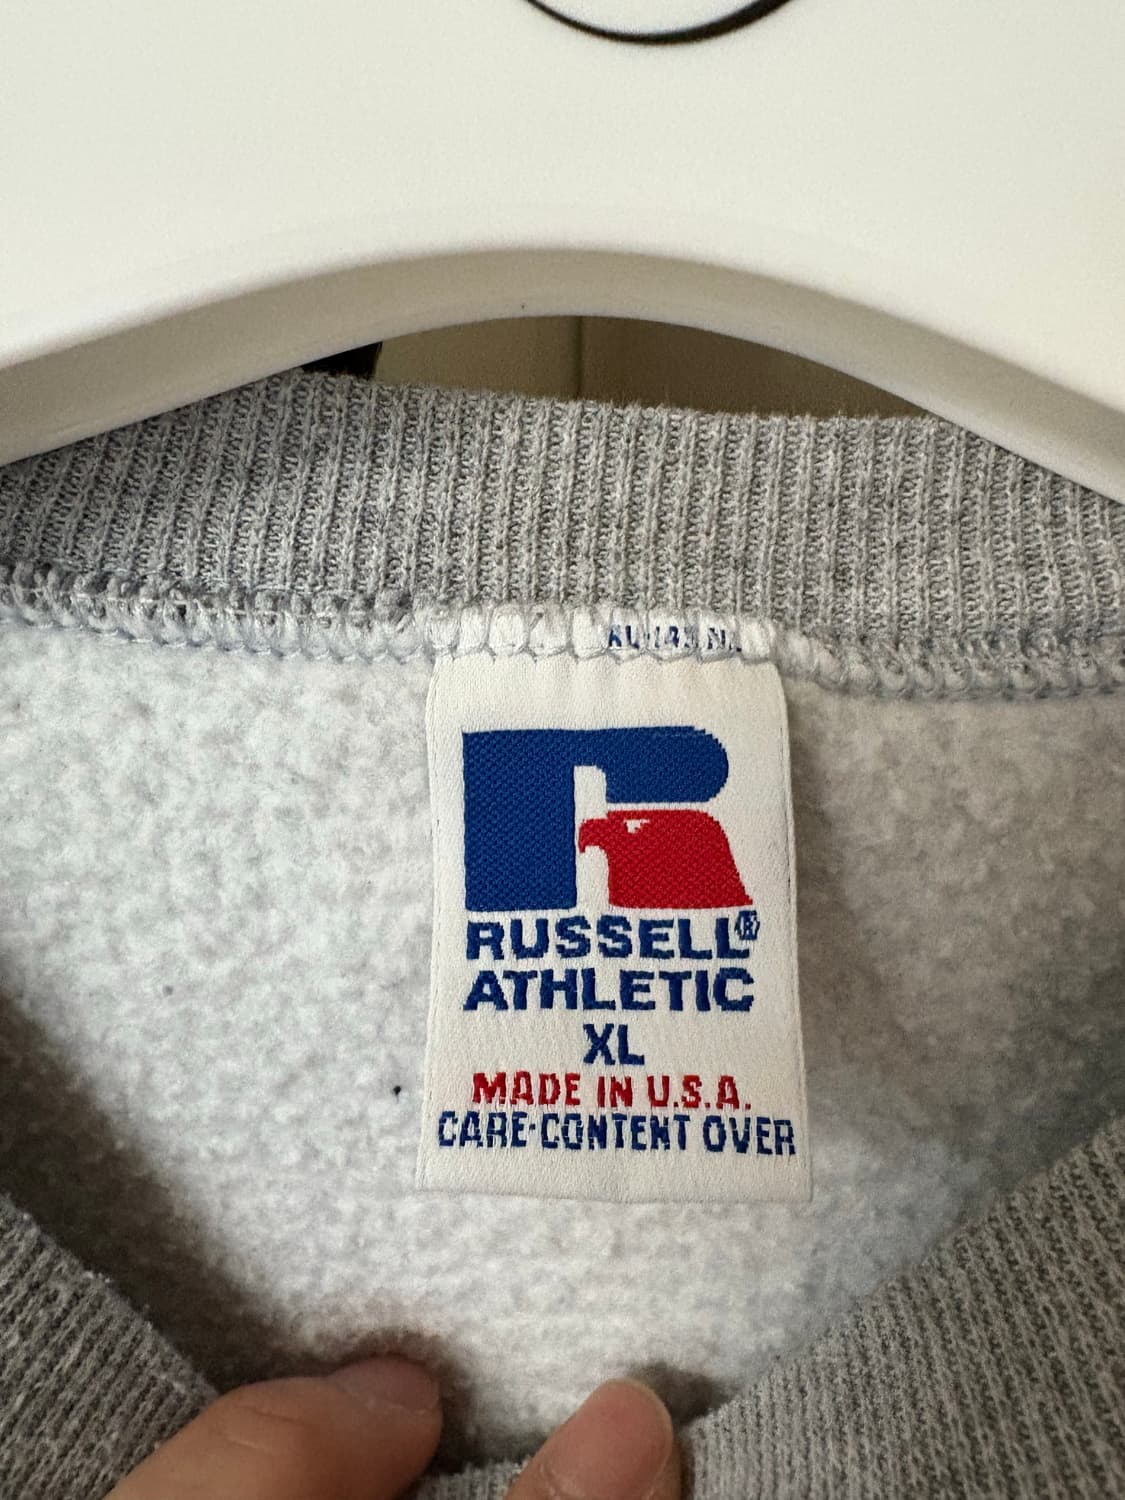 RUSSELL®
ATHLETIC
XL
MADE IN U.S.A.
CARE-CONTENT OVER